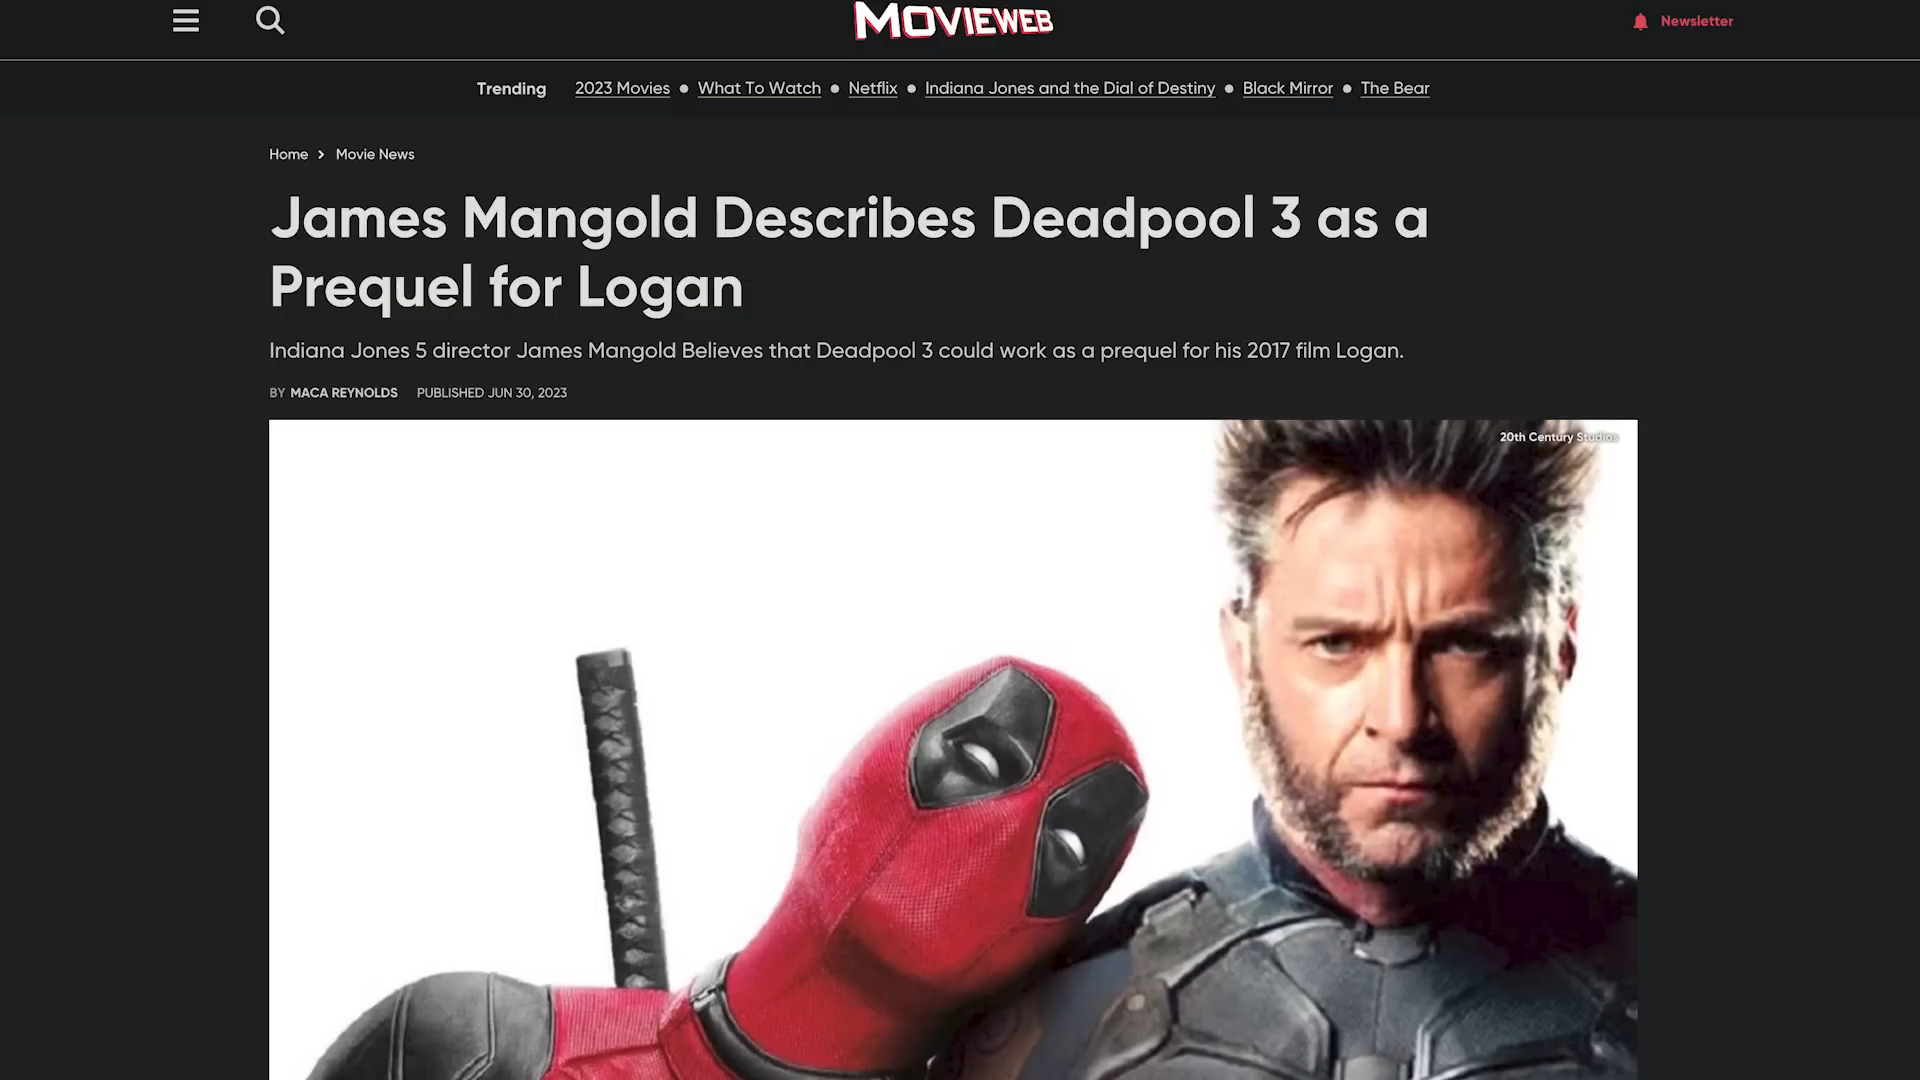 MOVIEWEB
Newsletter
Trending 2023 Movies • What To Watch • Netflix • Indiana Jones and the Dial of Destiny • Black Mirror • The Bear
Home > Movie News
James Mangold Describes Deadpool 3 as a
Prequel for Logan
Indiana Jones 5 director James Mangold Believes that Deadpool 3 could work as a prequel for his 2017 film Logan.
BY MACA REYNOLDS PUBLISHED JUN 30, 2023
20th Century Studios